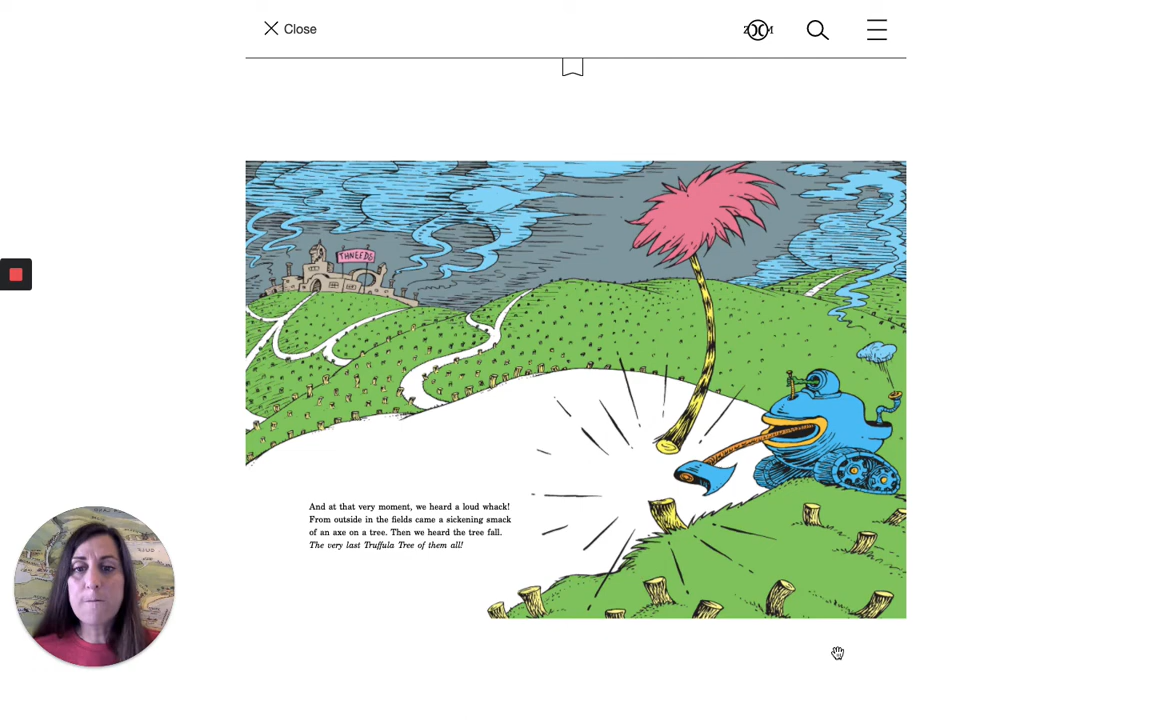 Close
THNEEDS
And at that very moment, we heard a loud whack!
From outside in the fields came a sickening smack
of an axe on a tree. Then we heard the tree fall.
The very last Truffula Tree of them all!